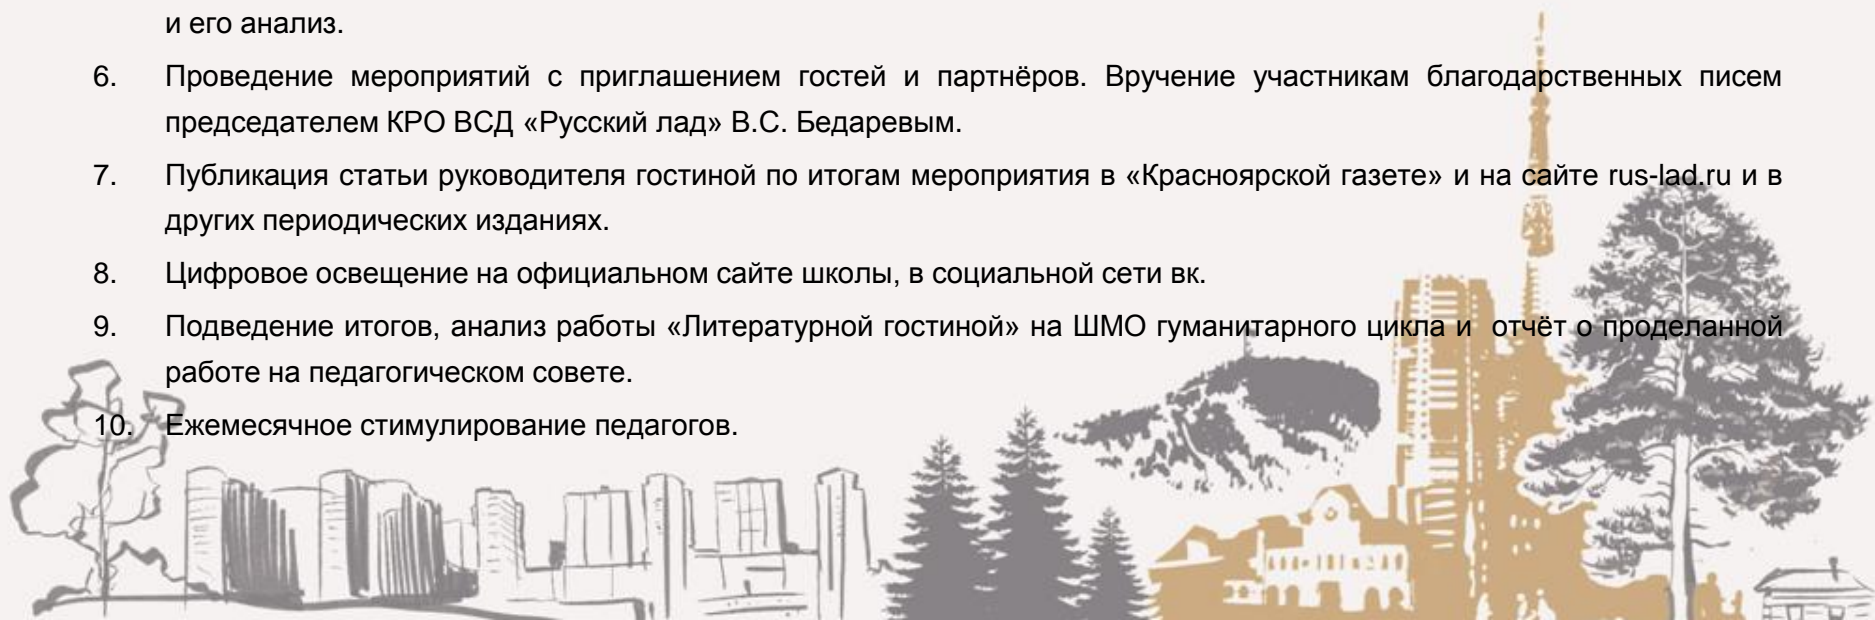 и его анализ.
6. Проведение мероприятий с приглашением гостей и партнёров. Вручение участникам благодарственных писем
председателем КРО ВСД «Русский лад» В.С. Бедаревым.
7. Публикация статьи руководителя гостиной по итогам мероприятия в «Красноярской газете» и на сайте rus-lad.ru и в
других периодических изданиях.
8. Цифровое освещение на официальном сайте школы, в социальной сети вк.
9. Подведение итогов, анализ работы «Литературной гостиной» на ШМО гуманитарного цикла и отчёт о проделанной
работе на педагогическом совете.
10. Ежемесячное стимулирование педагогов.